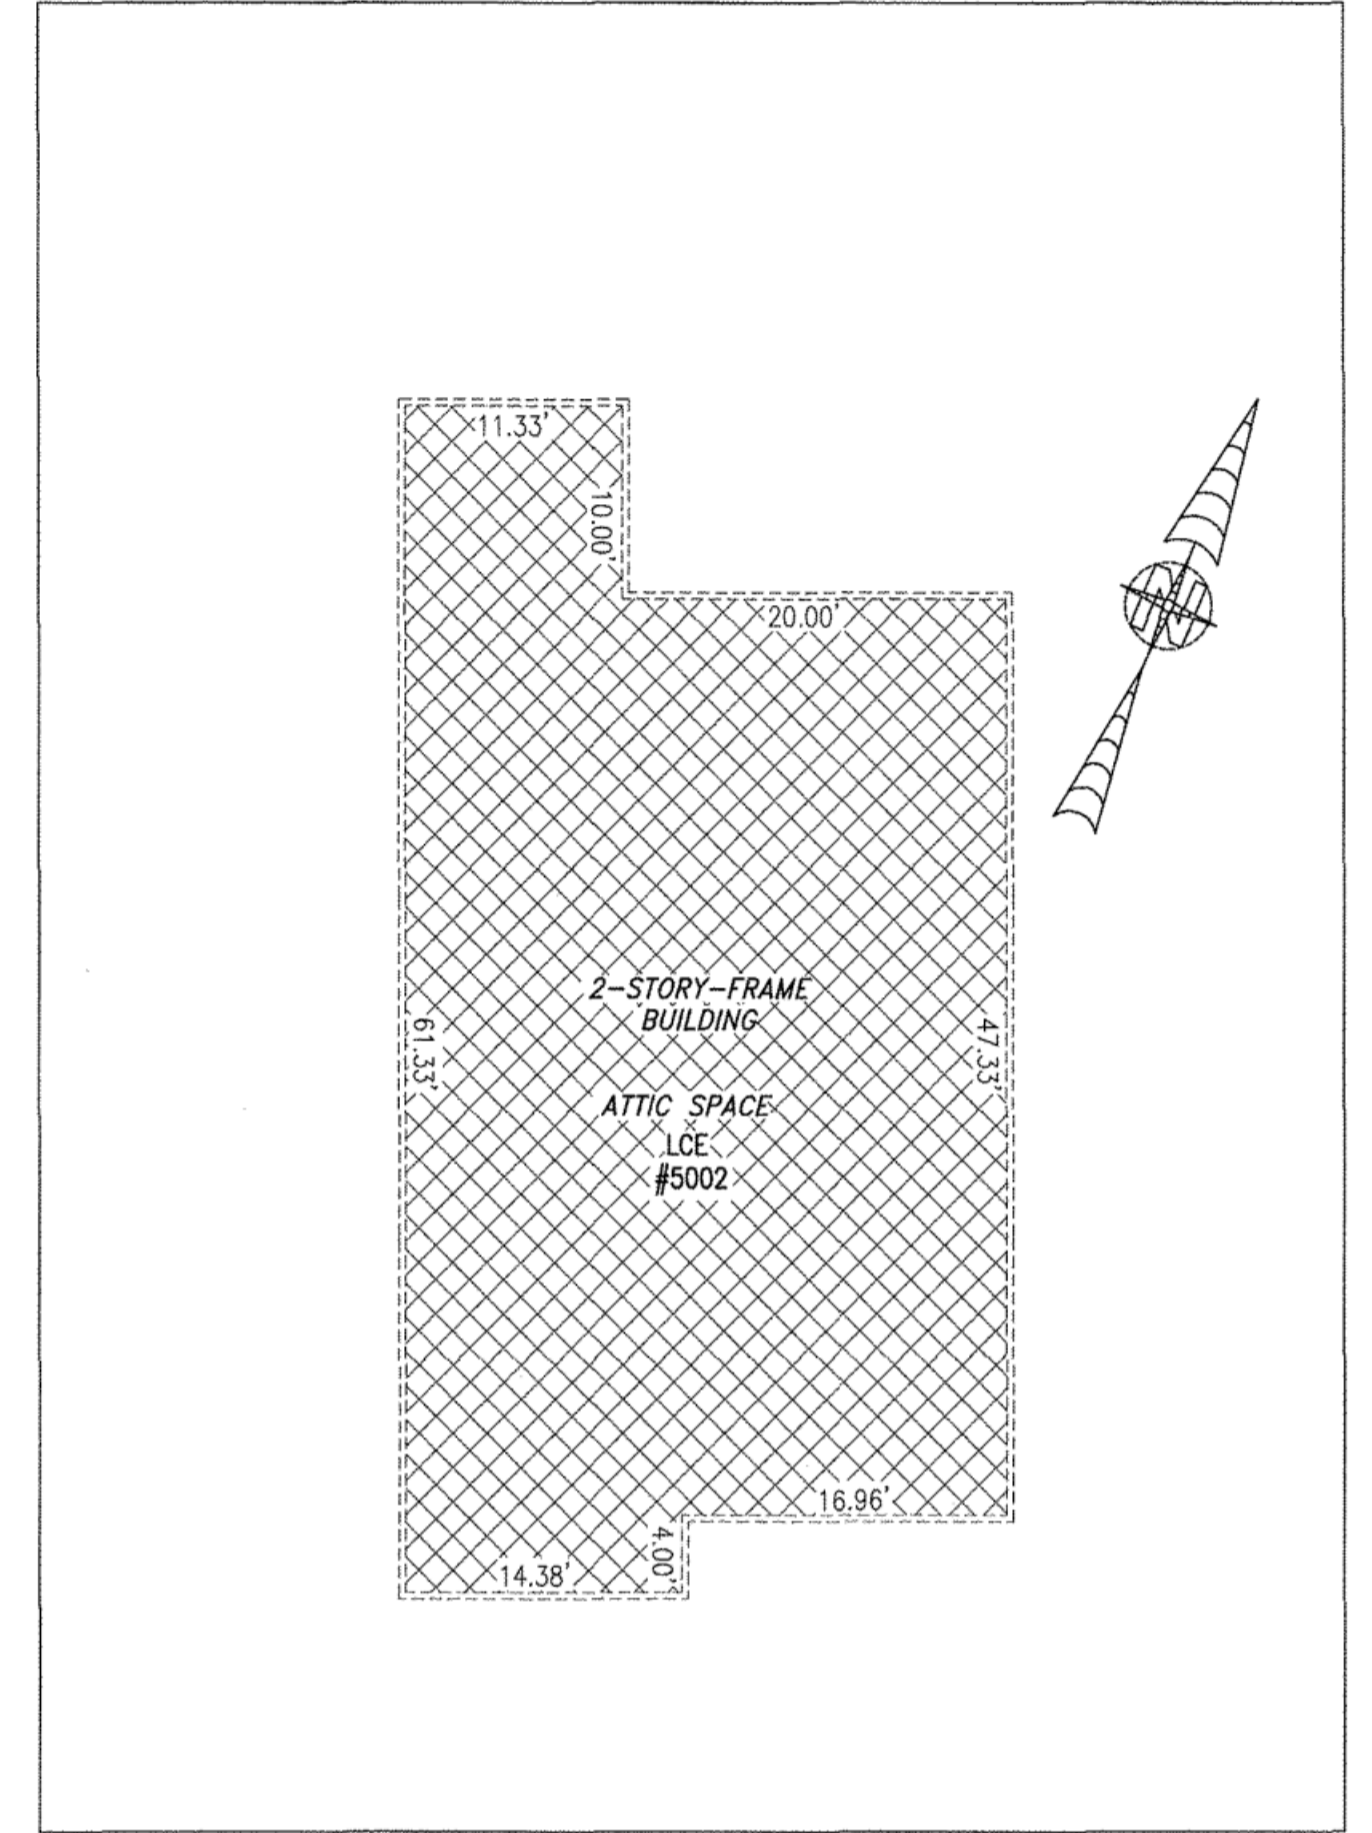 11.33'
10.00'
20.00'
2-STORY-FRAME
BUILDING
61.33'
47.33'
ATTIC SPACE
LCE
#5002
16.96'
4.00'
14.38'
N